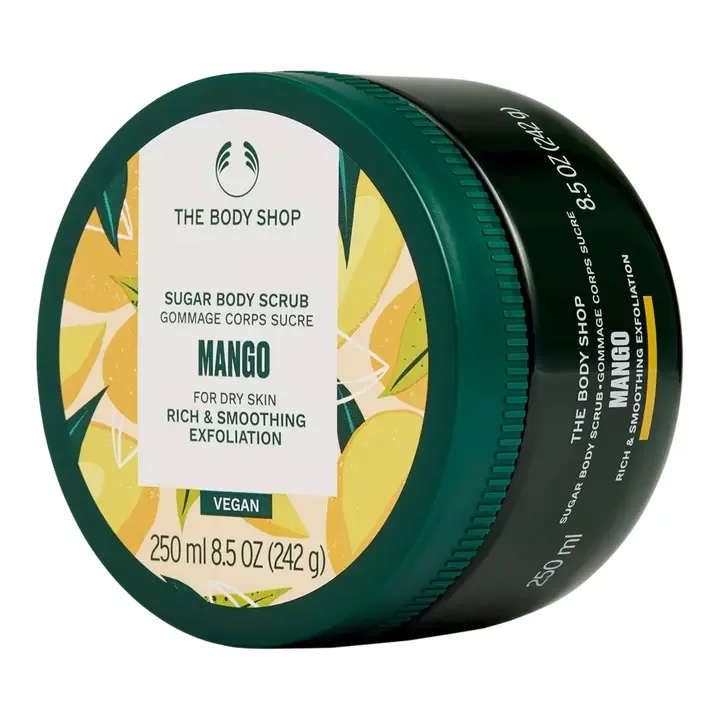 THE BODY SHOP
SUGAR BODY SCRUB
GOMMAGE CORPS SUCRE
MANGO
FOR DRY SKIN
RICH & SMOOTHING
EXFOLIATION
VEGAN
250 ml 8.5 OZ (242 g)
THE BODY SHOP
SUGAR BODY SCRUB•GOMMAGE CORPS SUCRE
MANGO
RICH & SMOOTHING EXFOLIATION
250 ml 8.5 OZ (242 g)